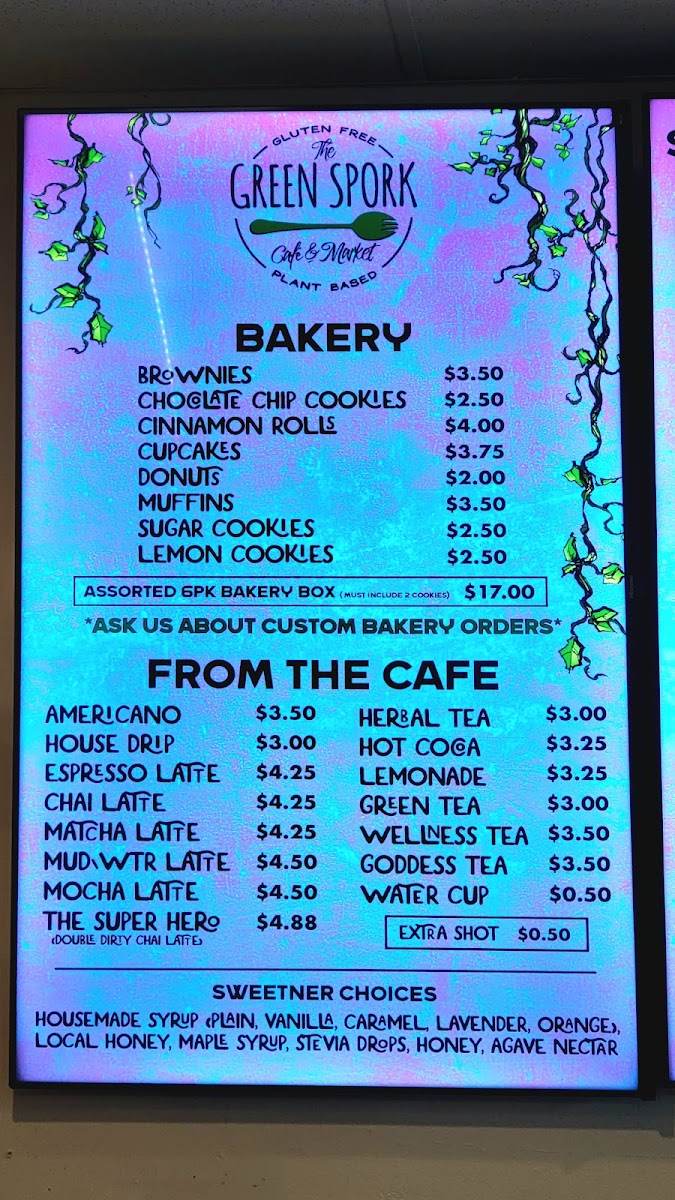 GLUTEN FREE
The
GREEN SPORK
Cafe & Market
PLANT BASED
BAKERY
BROWNIES $3.50
CHOCOLATE CHIP COOKIES $2.50
CINNAMON ROLLS $4.00
CUPCAKES $3.75
DONUTS $2.00
MUFFINS $3.50
SUGAR COOKIES $2.50
LEMON COOKIES $2.50
ASSORTED 6PK BAKERY BOX (MUST INCLUDE 2 COOKIES) $17.00
*ASK US ABOUT CUSTOM BAKERY ORDERS*
FROM THE CAFE
AMERICANO $3.50
HOUSE DRIP $3.00
ESPRESSO LATTE $4.25
CHAI LATTE $4.25
MATCHA LATTE $4.25
MUD\WTR LATTE $4.50
MOCHA LATTE $4.50
THE SUPER HERO $4.88
(DOUBLE DIRTY CHAI LATTE)
HERBAL TEA $3.00
HOT COCOA $3.25
LEMONADE $3.25
GREEN TEA $3.00
WELLNESS TEA $3.50
GODDESS TEA $3.50
WATER CUP $0.50
EXTRA SHOT $0.50
SWEETNER CHOICES
HOUSEMADE SYRUP (PLAIN, VANILLA, CARAMEL, LAVENDER, ORANGE),
LOCAL HONEY, MAPLE SYRUP, STEVIA DROPS, HONEY, AGAVE NECTAR